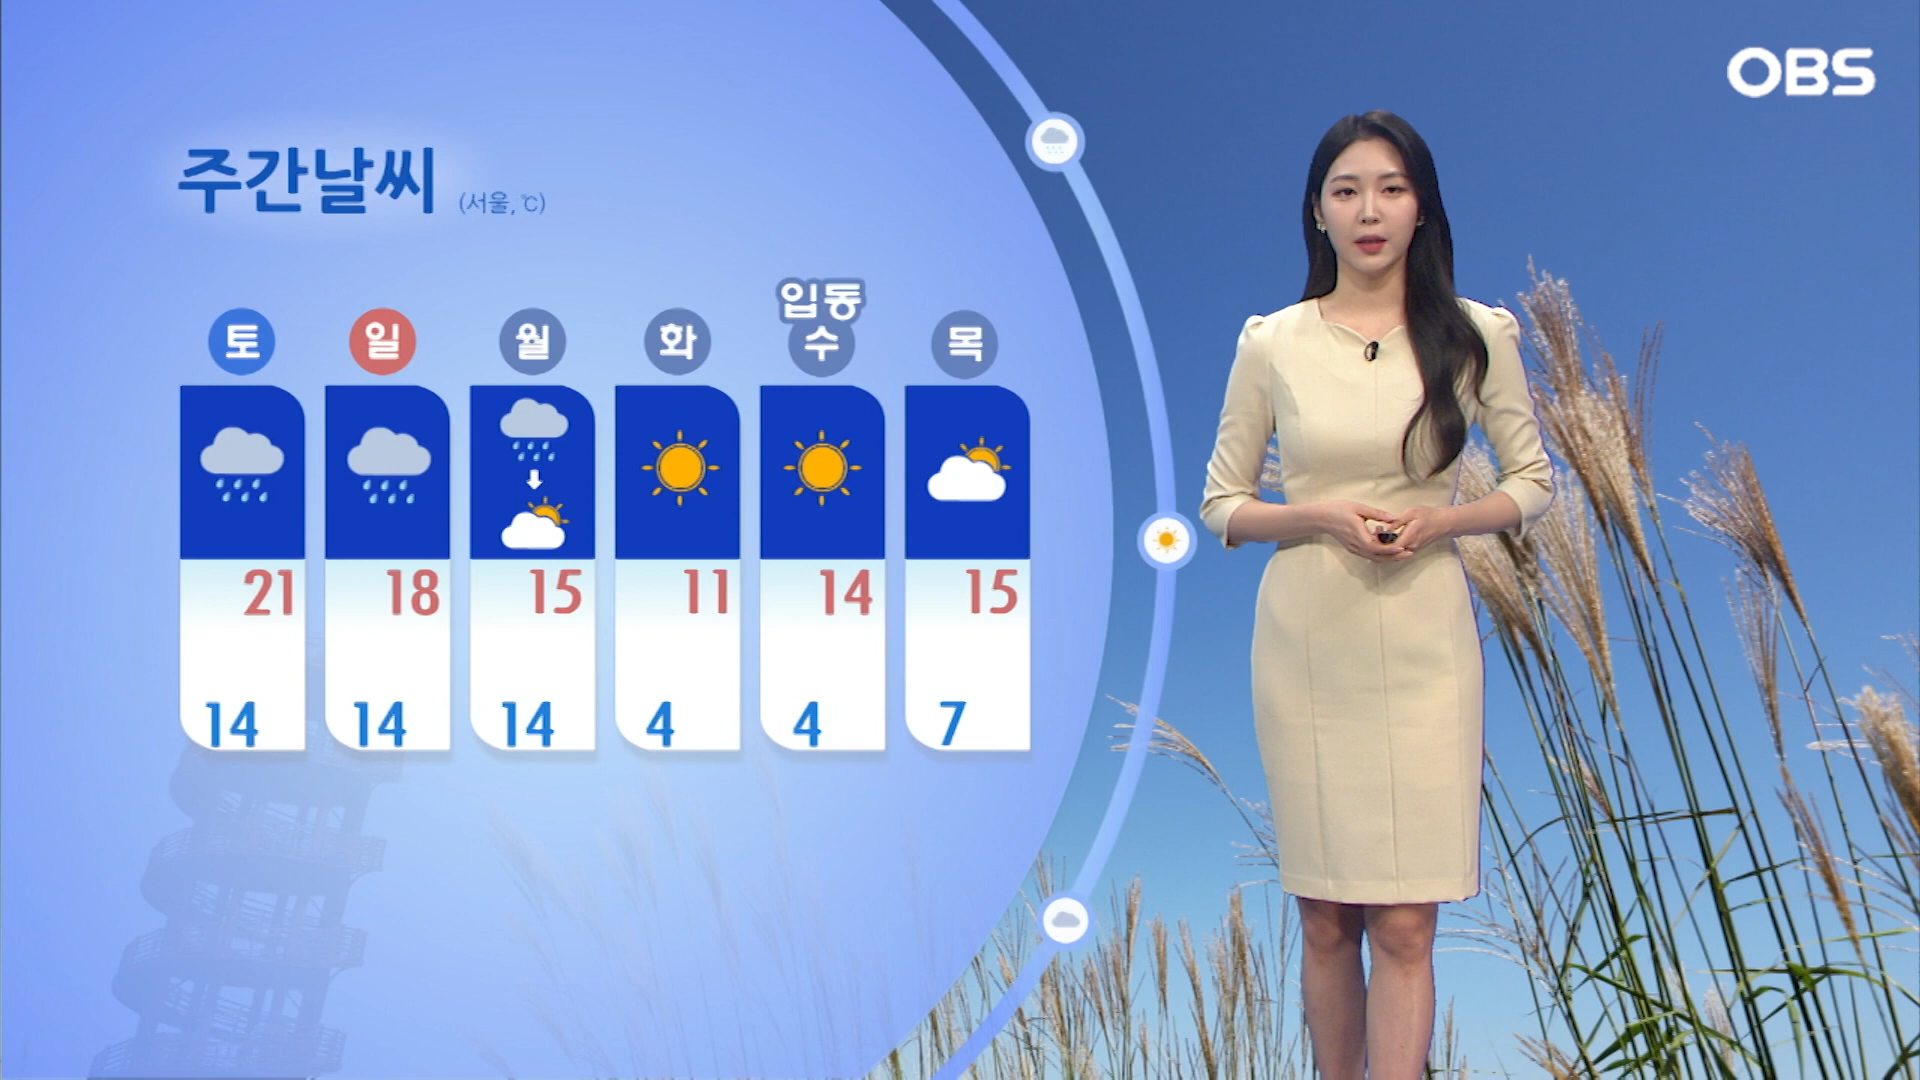 OBS
주간날씨 (서울, ℃)
입동
토 일 월 화 수 목
21 18 15 11 14 15
14 14 14 4 4 7